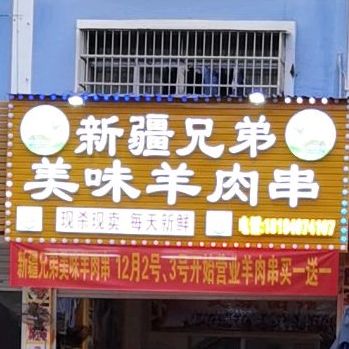 新疆兄弟
美味羊肉串
现杀现卖 每天新鲜
新疆兄弟美味羊肉串 12月2号、3号开始营业羊肉串买一送一